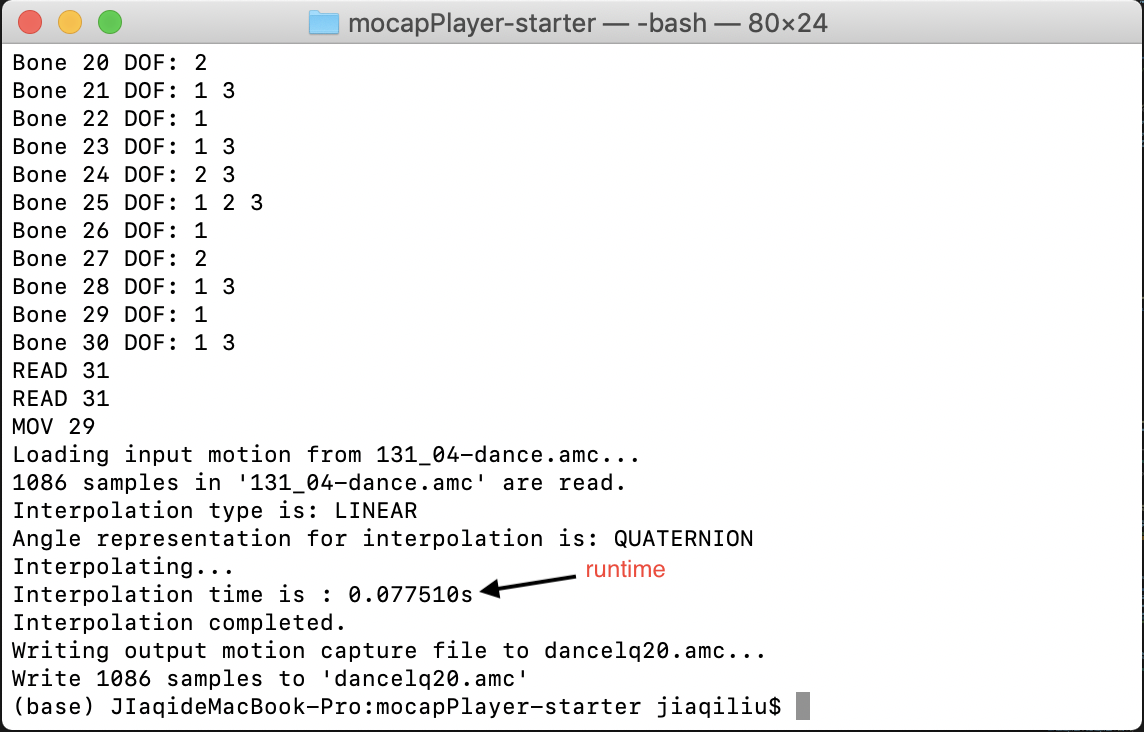 mocapPlayer-starter — -bash — 80×24
Bone 20 DOF: 2
Bone 21 DOF: 1 3
Bone 22 DOF: 1
Bone 23 DOF: 1 3
Bone 24 DOF: 2 3
Bone 25 DOF: 1 2 3
Bone 26 DOF: 1
Bone 27 DOF: 2
Bone 28 DOF: 1 3
Bone 29 DOF: 1
Bone 30 DOF: 1 3
READ 31
READ 31
MOV 29
Loading input motion from 131_04-dance.amc...
1086 samples in '131_04-dance.amc' are read.
Interpolation type is: LINEAR
Angle representation for interpolation is: QUATERNION
Interpolating...
runtime
Interpolation time is : 0.077510s
Interpolation completed.
Writing output motion capture file to dancelq20.amc...
Write 1086 samples to 'dancelq20.amc'
(base) JIaqideMacBook-Pro:mocapPlayer-starter jiaqiliu$